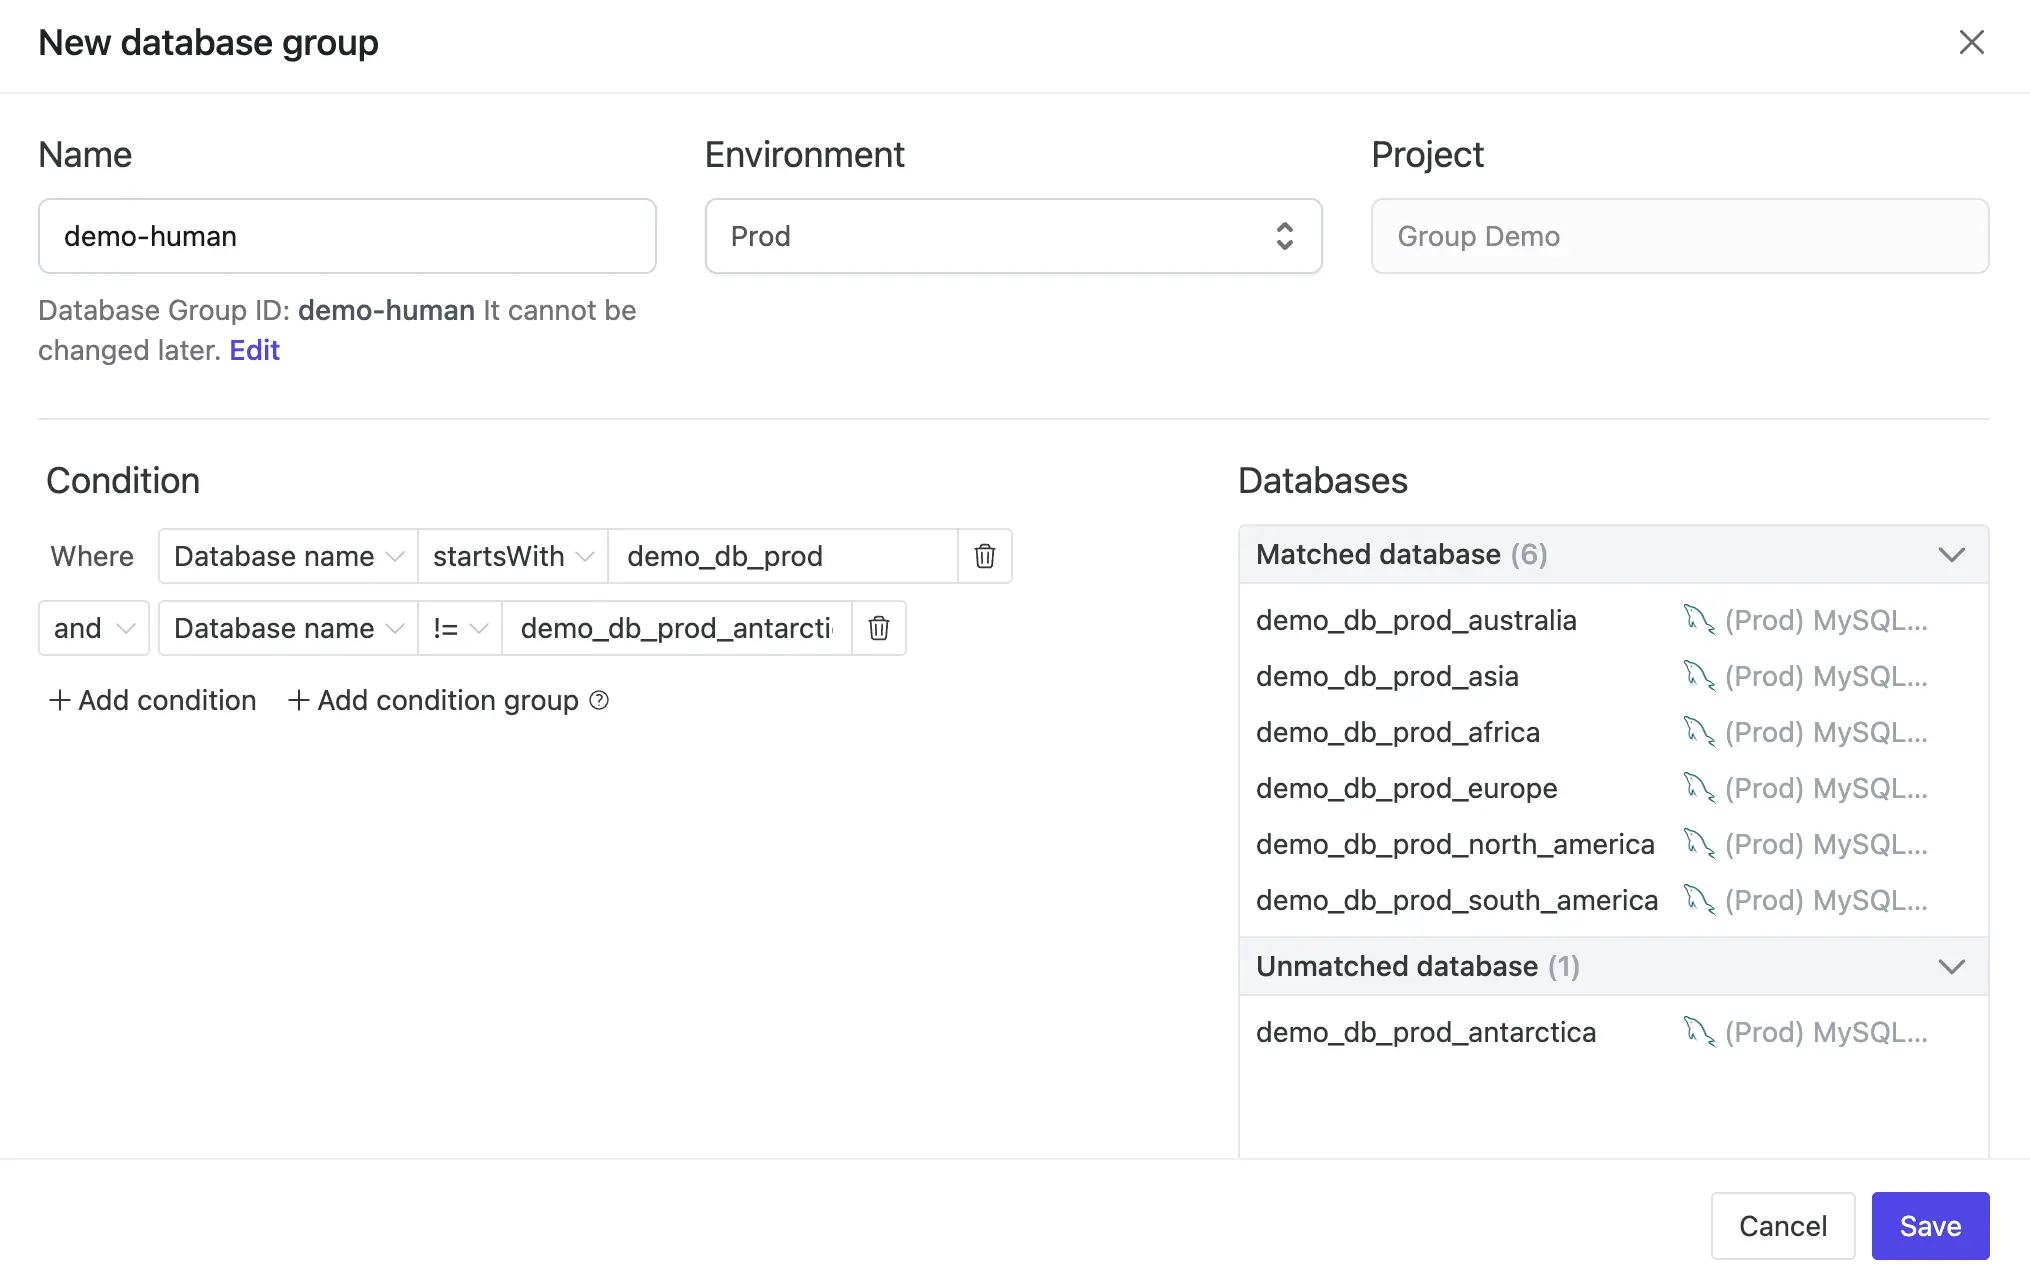 New database group
Name
Environment
Project
demo-human
Prod
Group Demo
Database Group ID: demo-human It cannot be
changed later. Edit
Condition
Where Database name startsWith demo_db_prod
and Database name != demo_db_prod_antarcti
+ Add condition + Add condition group ?
Databases
Matched database (6)
demo_db_prod_australia (Prod) MySQL...
demo_db_prod_asia (Prod) MySQL...
demo_db_prod_africa (Prod) MySQL...
demo_db_prod_europe (Prod) MySQL...
demo_db_prod_north_america (Prod) MySQL...
demo_db_prod_south_america (Prod) MySQL...
Unmatched database (1)
demo_db_prod_antarctica (Prod) MySQL...
Cancel Save